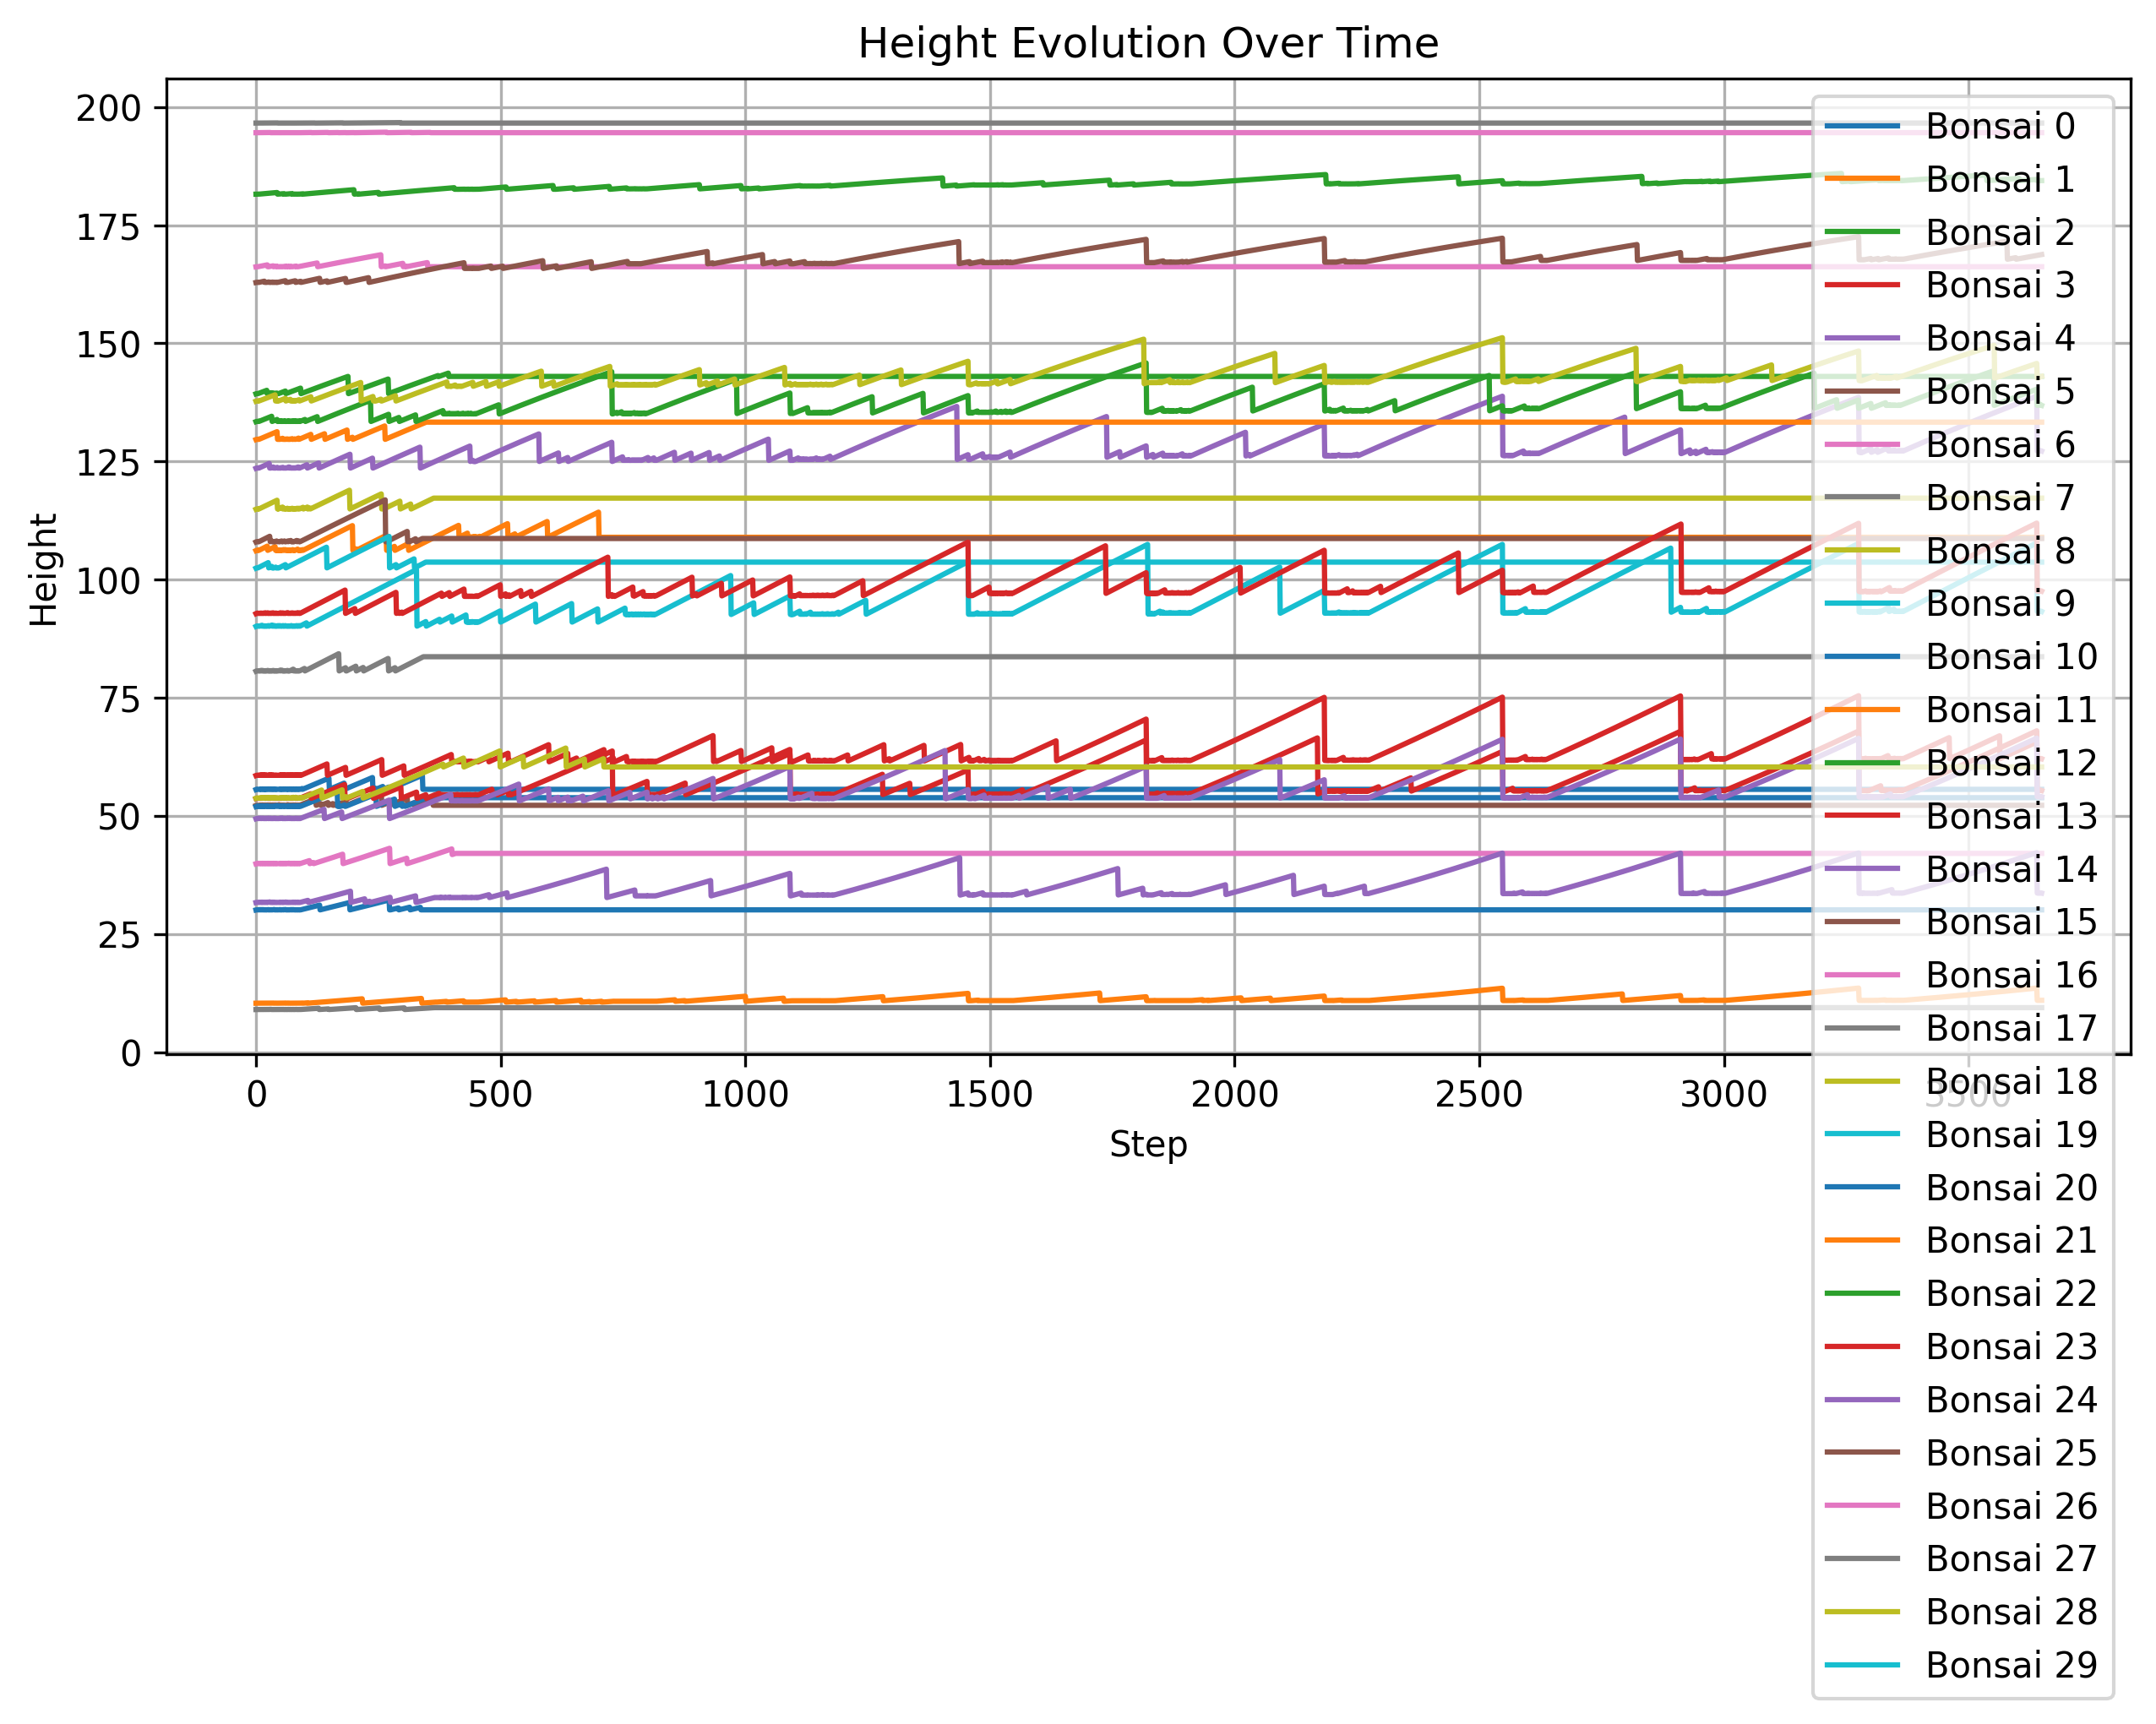 Height Evolution Over Time
200
175
150
125
100
75
50
25
0
Height
0 500 1000 1500 2000 2500 3000 3500
Step
Bonsai 0
Bonsai 1
Bonsai 2
Bonsai 3
Bonsai 4
Bonsai 5
Bonsai 6
Bonsai 7
Bonsai 8
Bonsai 9
Bonsai 10
Bonsai 11
Bonsai 12
Bonsai 13
Bonsai 14
Bonsai 15
Bonsai 16
Bonsai 17
Bonsai 18
Bonsai 19
Bonsai 20
Bonsai 21
Bonsai 22
Bonsai 23
Bonsai 24
Bonsai 25
Bonsai 26
Bonsai 27
Bonsai 28
Bonsai 29